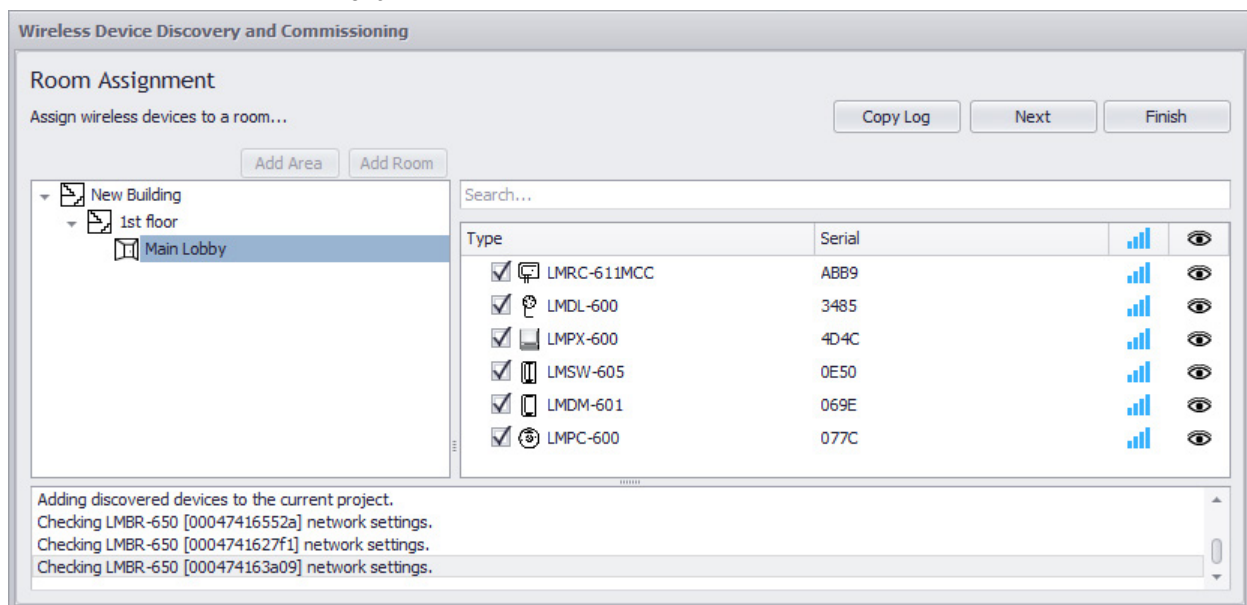 Wireless Device Discovery and Commissioning
Room Assignment
Assign wireless devices to a room...
Copy Log Next Finish
Add Area Add Room
New Building
1st floor
Main Lobby
Search...
Type Serial
LMRC-611MCC ABB9
LMDL-600 3485
LMPX-600 4D4C
LMSW-605 0E50
LMDM-601 069E
LMPC-600 077C
Adding discovered devices to the current project.
Checking LMBR-650 [00047416552a] network settings.
Checking LMBR-650 [0004741627f1] network settings.
Checking LMBR-650 [000474163a09] network settings.